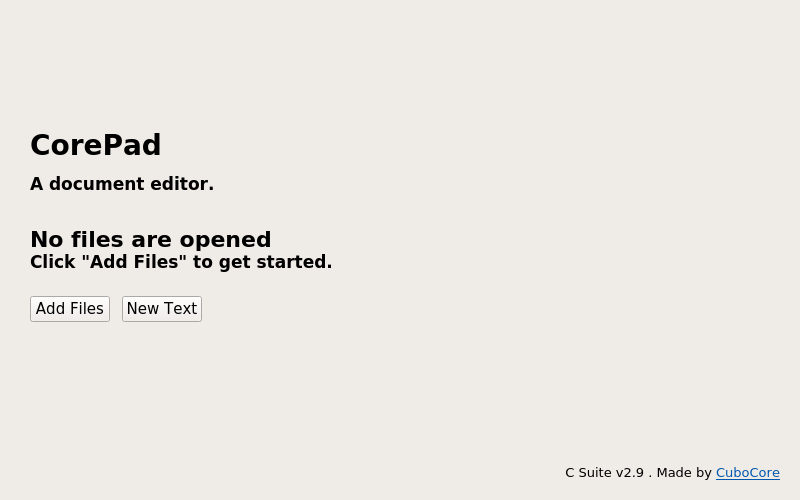 CorePad
A document editor.
No files are opened
Click "Add Files" to get started.
Add Files New Text
C Suite v2.9 . Made by CuboCore